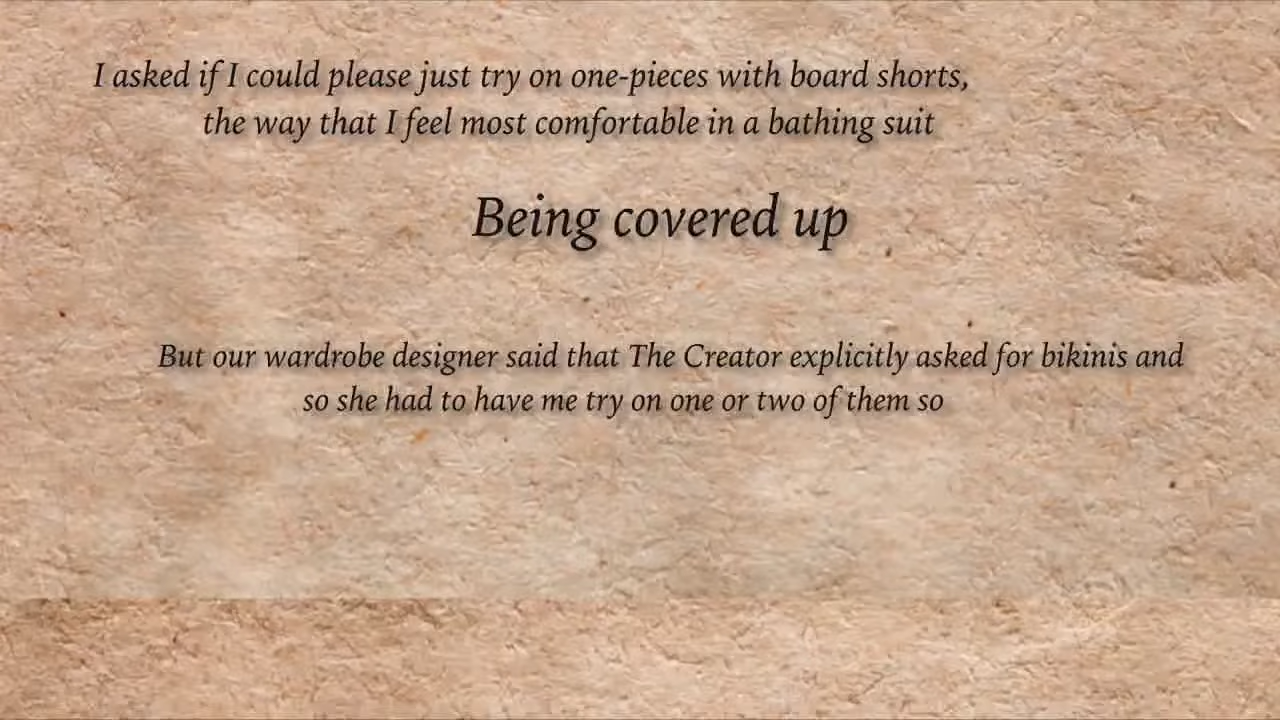 I asked if I could please just try on one-pieces with board shorts,
the way that I feel most comfortable in a bathing suit
Being covered up
But our wardrobe designer said that The Creator explicitly asked for bikinis and
so she had to have me try on one or two of them so